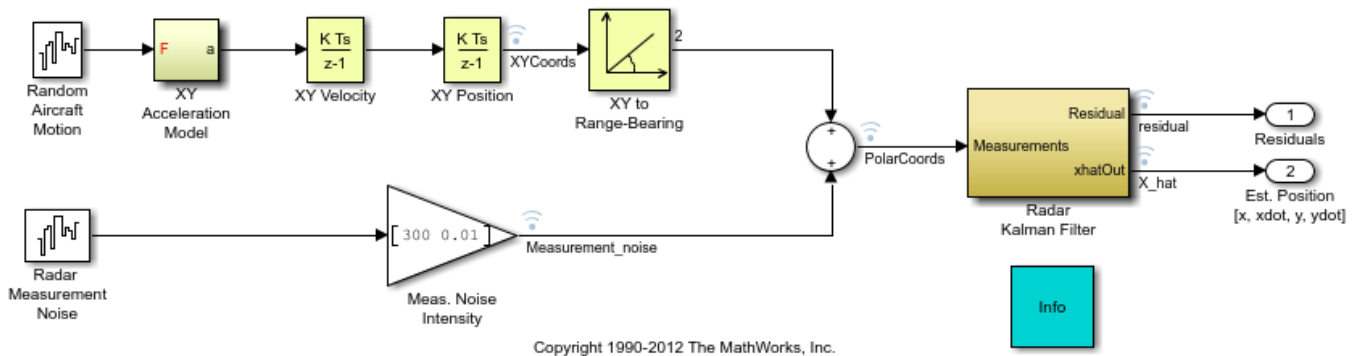 Random
Aircraft
Motion
F a
XY
Acceleration
Model
K Ts
z-1
XY Velocity
K Ts
z-1
XY Position
XYCoords
XY to
Range-Bearing
2
Radar
Measurement
Noise
[ 300 0.01 ]
Meas. Noise
Intensity
Measurement_noise
+
+
PolarCoords
Measurements
Residual
xhatOut
Radar
Kalman Filter
residual
X_hat
1
Residuals
2
Est. Position
[x, xdot, y, ydot]
Info
Copyright 1990-2012 The MathWorks, Inc.